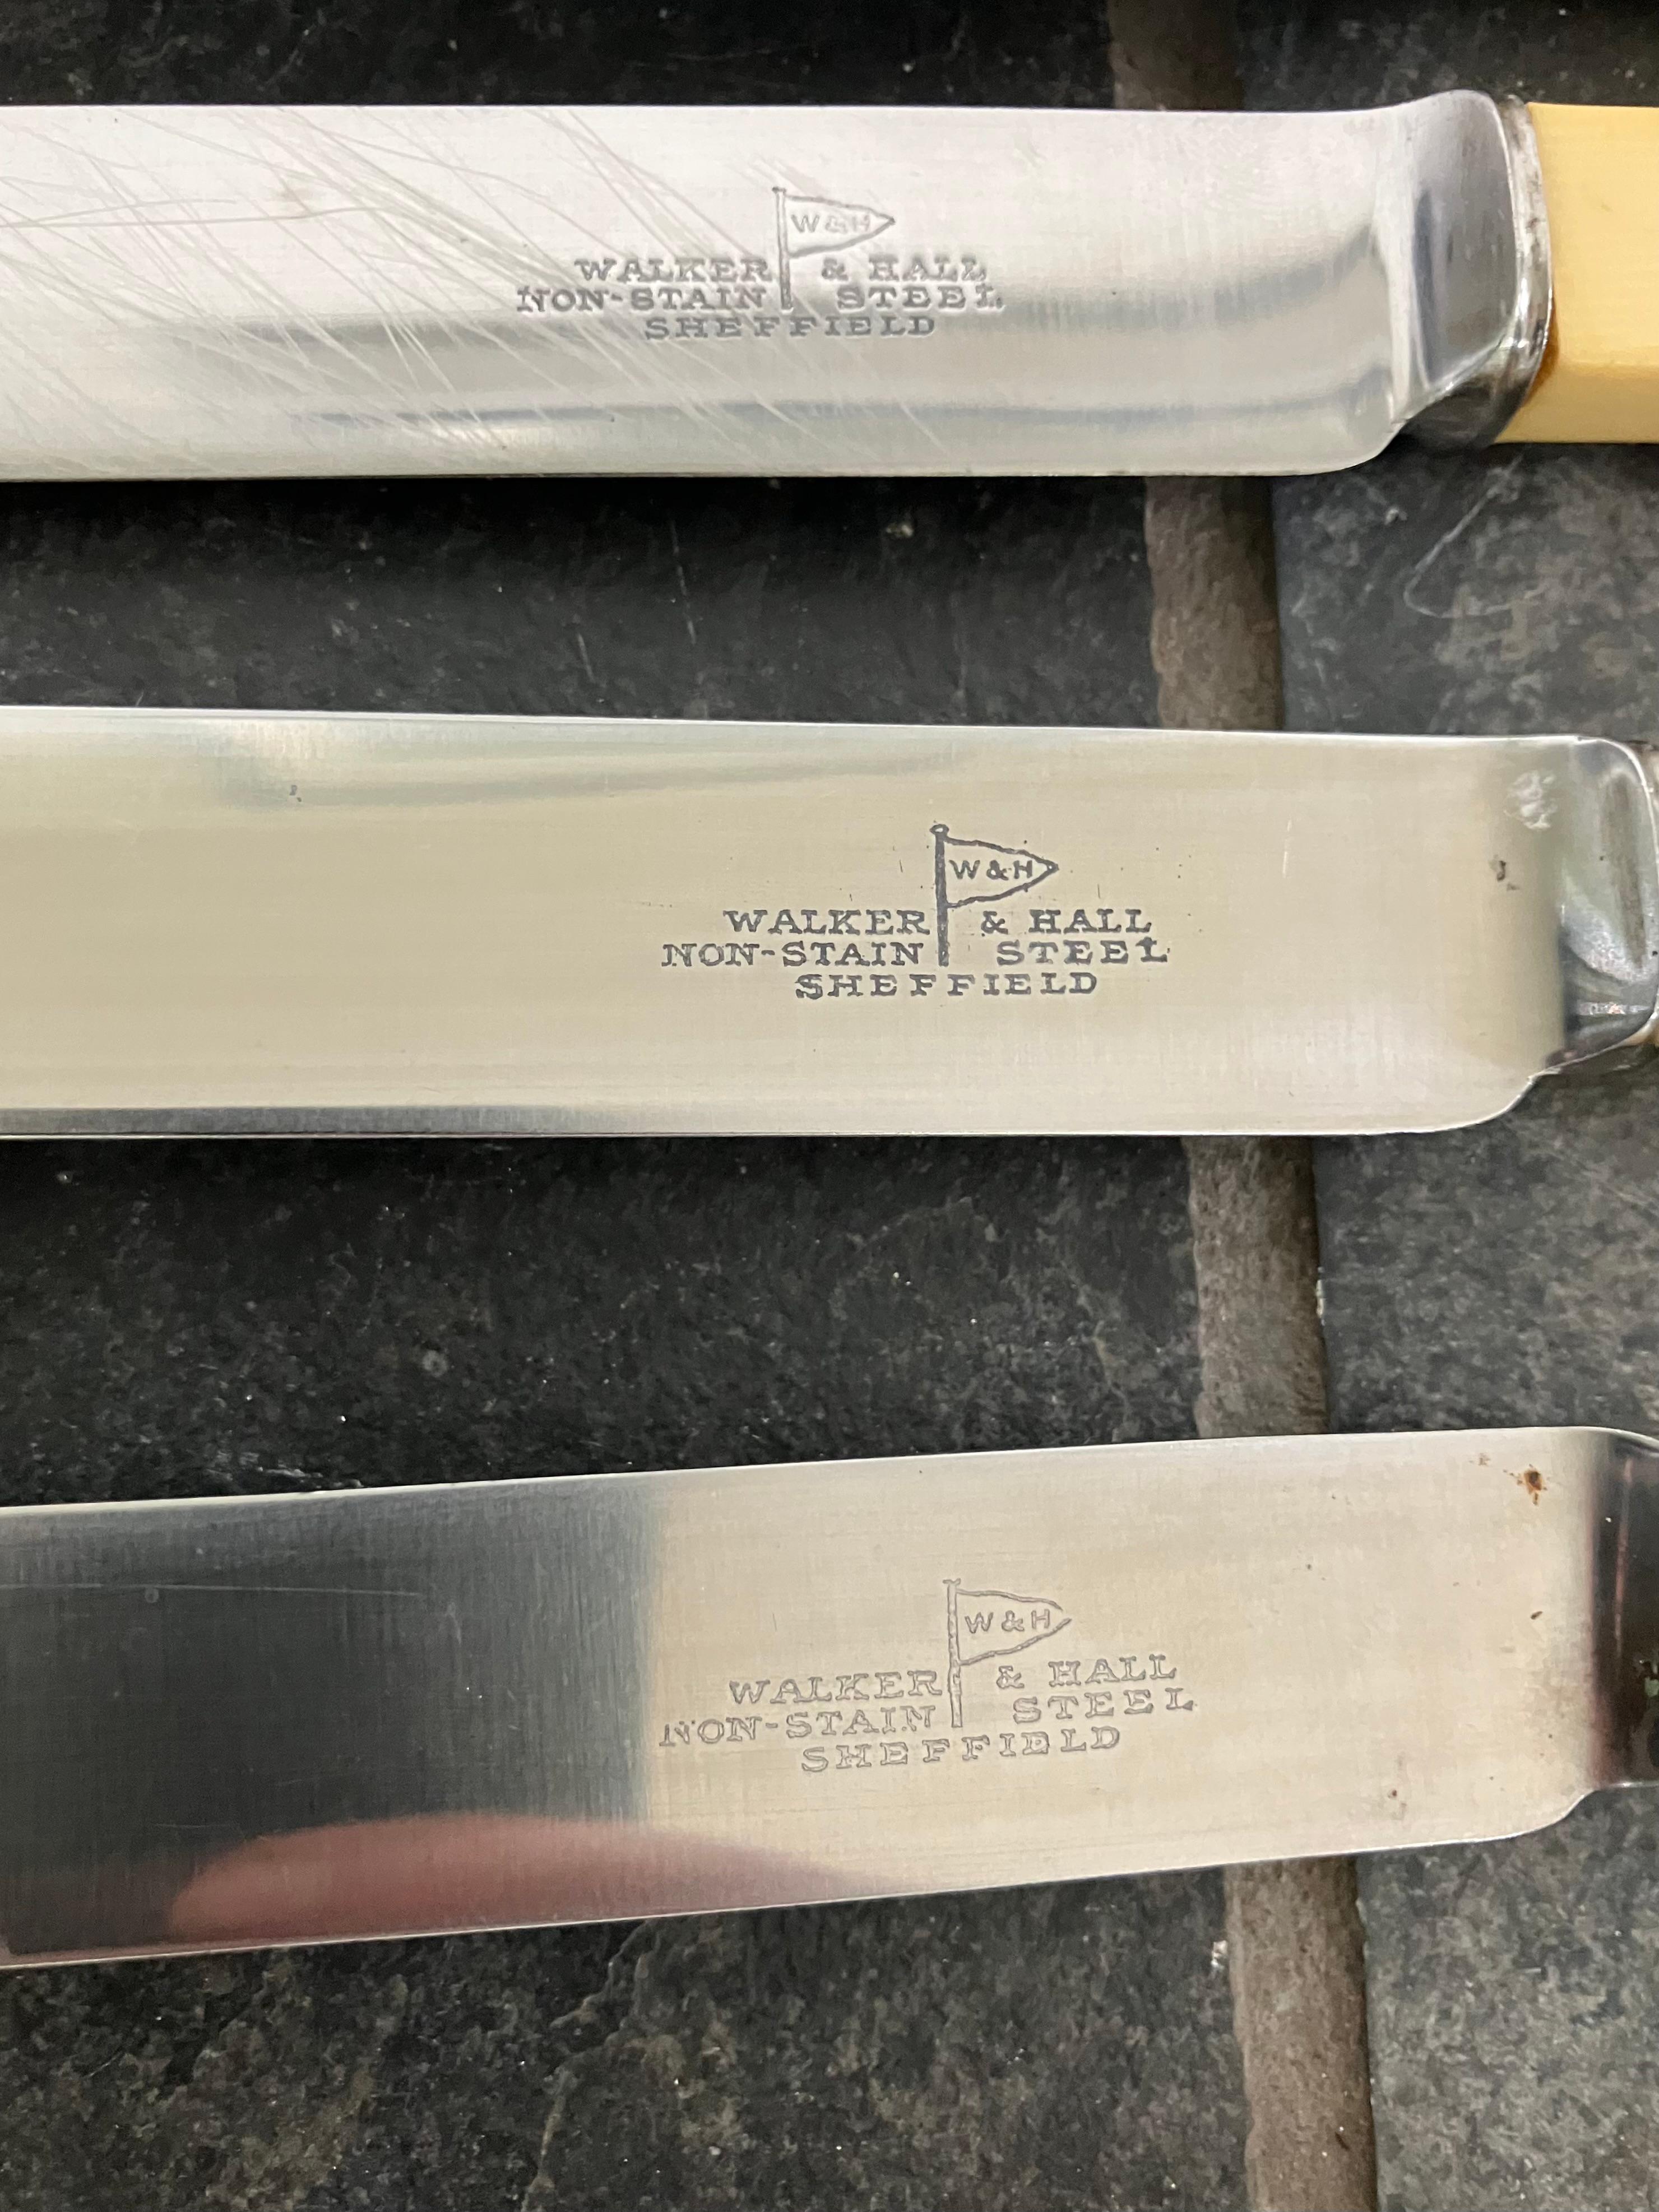 W&H
WALKER & HALL
NON-STAIN STEEL
SHEFFIELD
W&H
WALKER & HALL
NON-STAIN STEEL
SHEFFIELD
W&H
WALKER & HALL
NON-STAIN STEEL
SHEFFIELD